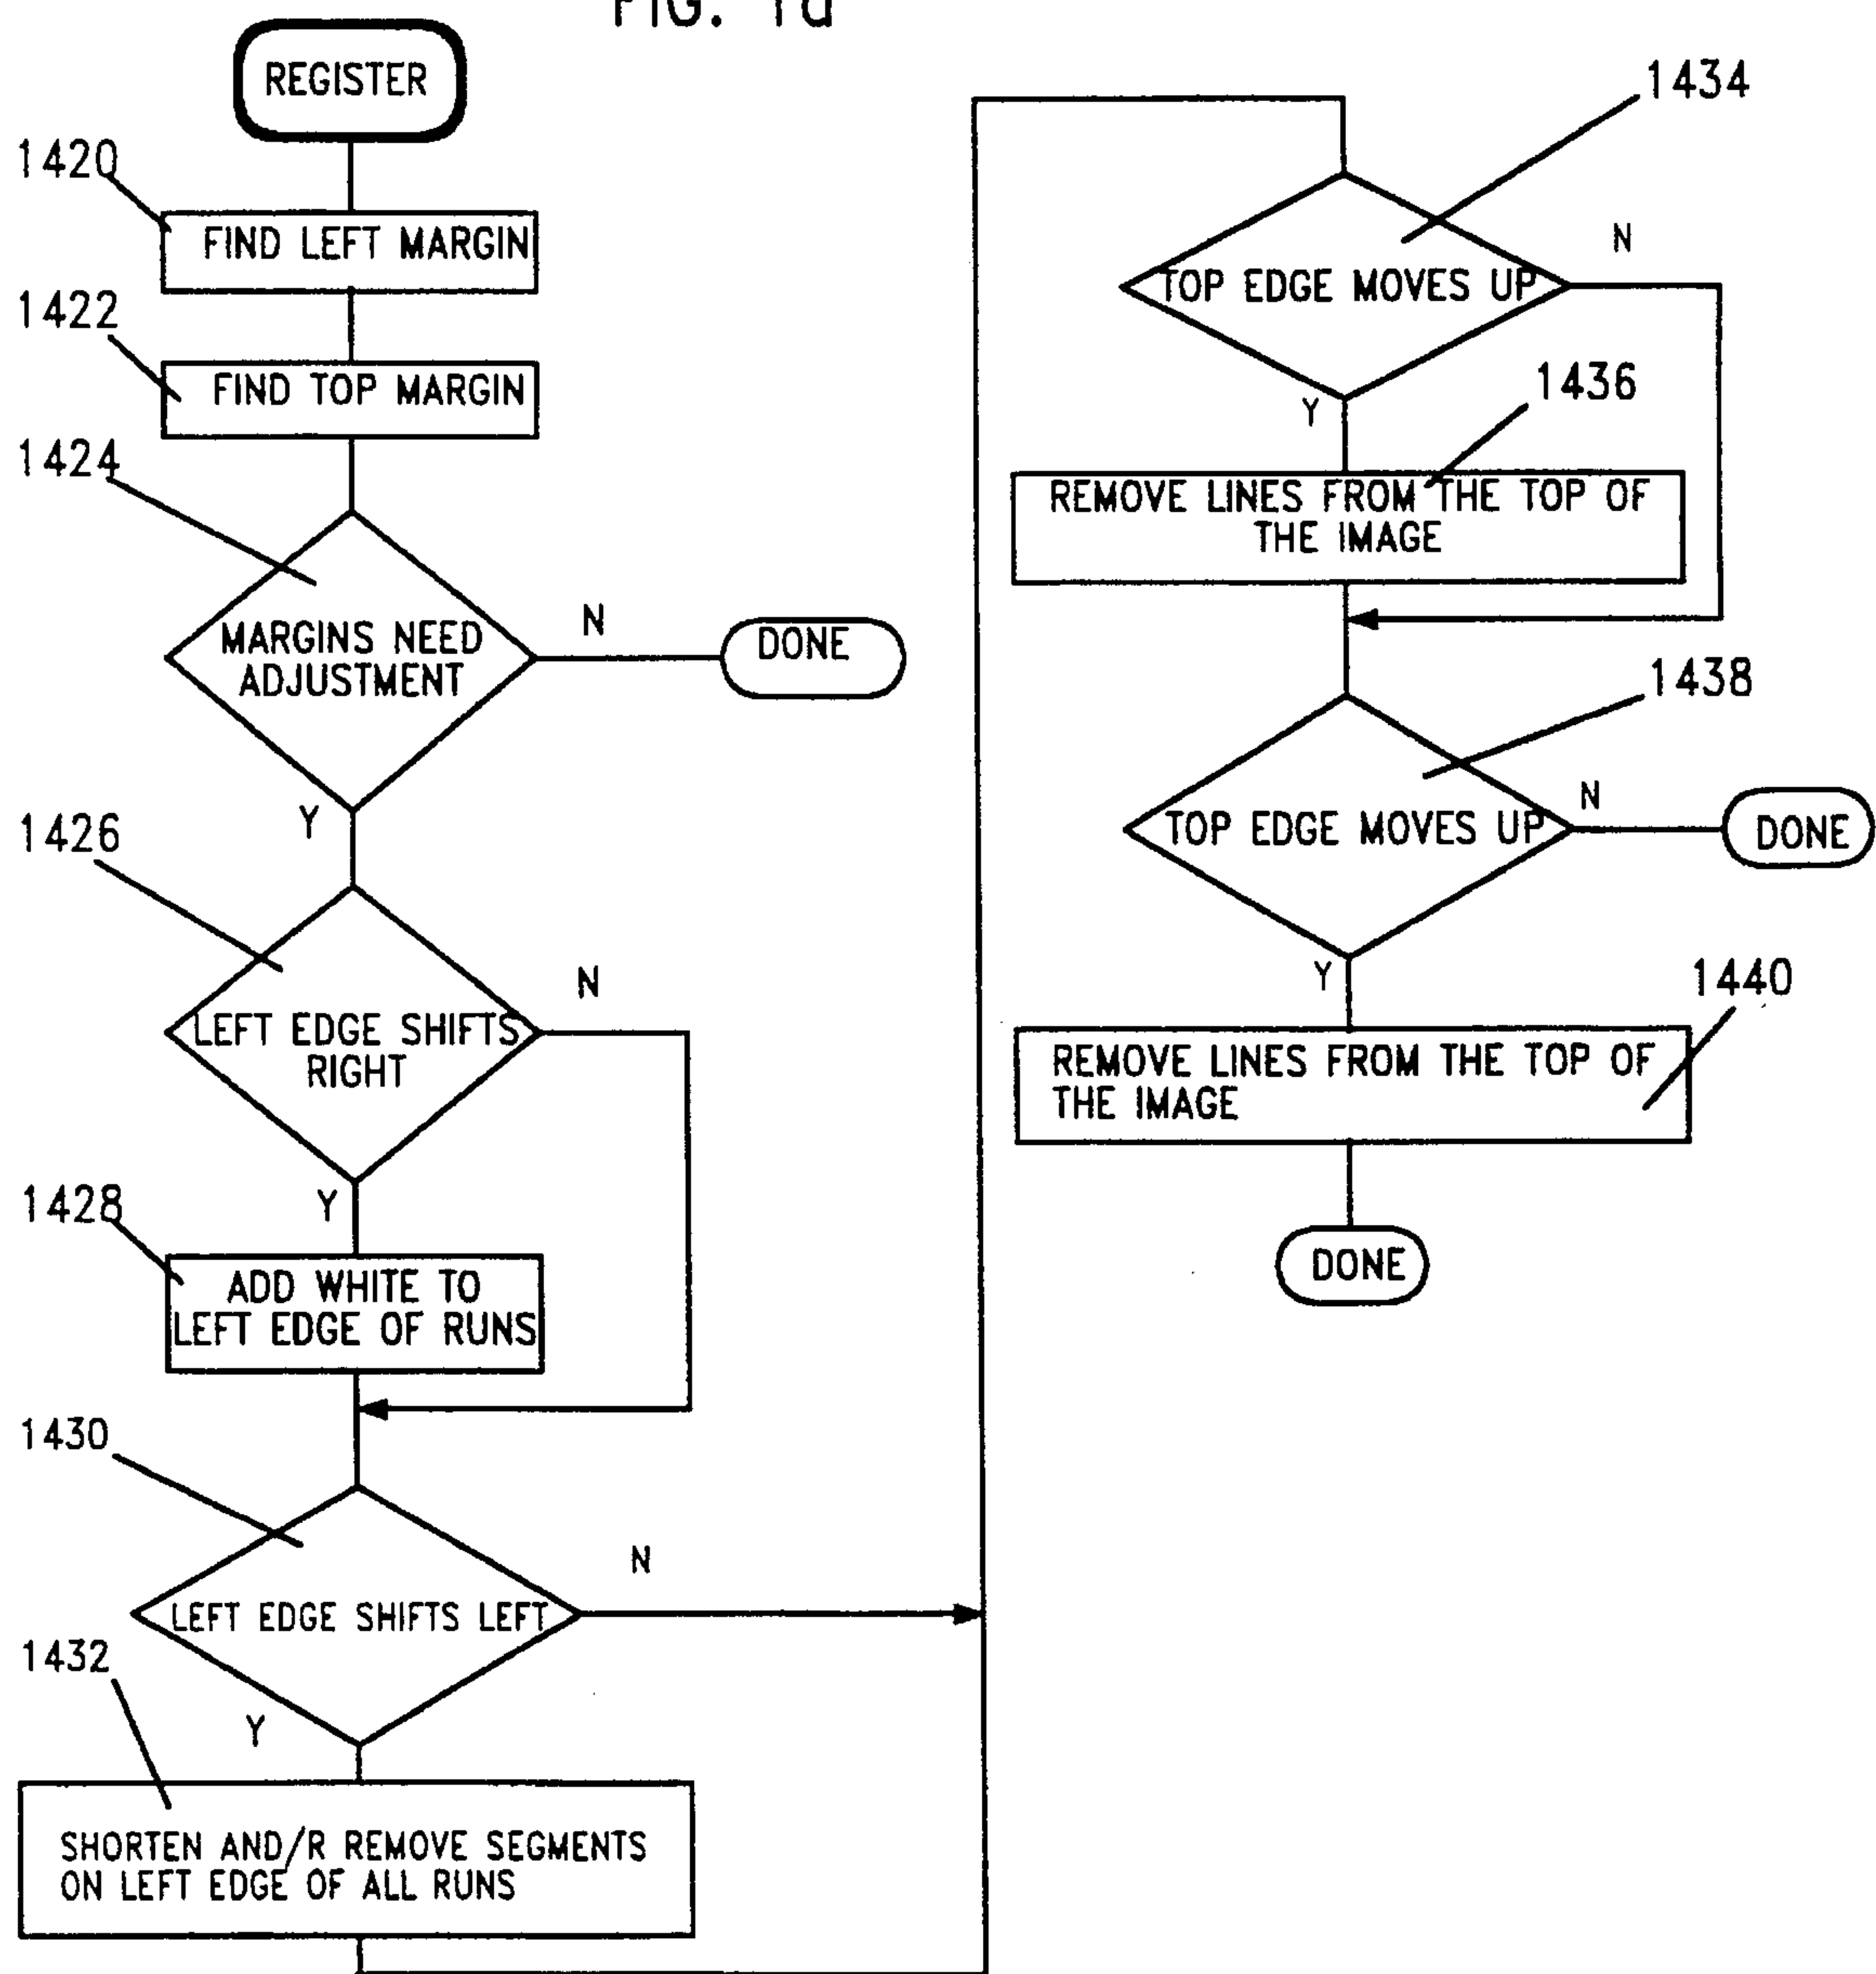 FIG. 1d
REGISTER
1420
FIND LEFT MARGIN
1422
FIND TOP MARGIN
1424
MARGINS NEED
ADJUSTMENT
N
DONE
Y
1426
LEFT EDGE SHIFTS
RIGHT
N
Y
1428
ADD WHITE TO
LEFT EDGE OF RUNS
1430
LEFT EDGE SHIFTS LEFT
N
Y
1432
SHORTEN AND/R REMOVE SEGMENTS
ON LEFT EDGE OF ALL RUNS
1434
TOP EDGE MOVES UP
N
Y
1436
REMOVE LINES FROM THE TOP OF
THE IMAGE
1438
TOP EDGE MOVES UP
N
DONE
Y
1440
REMOVE LINES FROM THE TOP OF
THE IMAGE
DONE